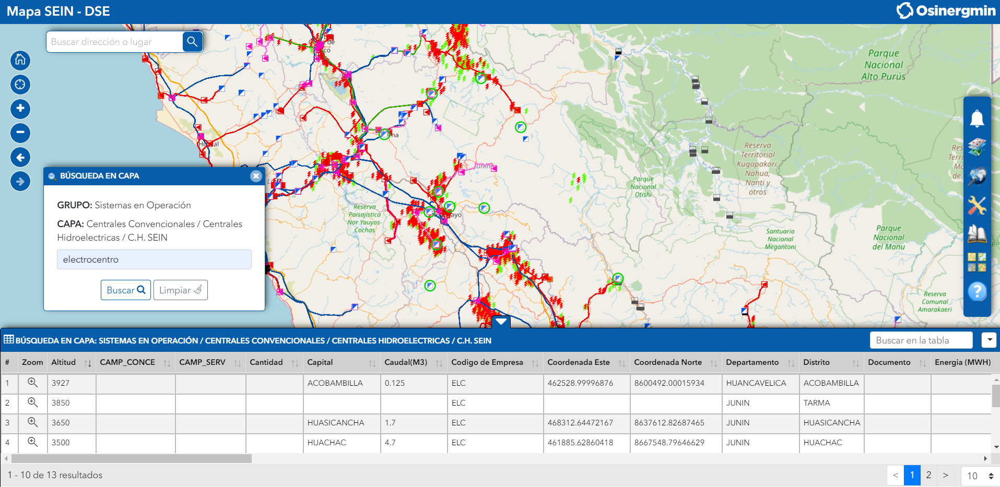 Mapa SEIN - DSE
Osinergmin
Buscar dirección o lugar
Parque
Nacional
Alto Purús
Reserva
Territorial
Kugapakori,
Nahua,
Nanti y
otros
Parque
Nacional
Otishi
Reserva
Paisajística
Nor Yauyos-
Cochas
Santuario
Nacional
Megantoni
Parque
Nacional
del Manu
Reserva
Comunal
Amarakaeri
Junín
BÚSQUEDA EN CAPA
GRUPO: Sistemas en Operación
CAPA: Centrales Convencionales / Centrales
Hidroelectricas / C.H. SEIN
electrocentro
Buscar
Limpiar
BÚSQUEDA EN CAPA: SISTEMAS EN OPERACIÓN / CENTRALES CONVENCIONALES / CENTRALES HIDROELECTRICAS / C.H. SEIN
Buscar en la tabla
# Zoom Altitud CAMP_CONCE CAMP_SERV Cantidad Capital Caudal(M3) Codigo de Empresa Coordenada Este Coordenada Norte Departamento Distrito Documento Energia (MWH)
1 3927 ACOBAMBILLA 0.125 ELC 462528.99996876 8600492.00015934 HUANCAVELICA ACOBAMBILLA
2 3850 ELC JUNIN TARMA
3 3650 HUASICANCHA 1.7 ELC 468312.64472167 8637612.82687465 JUNIN HUASICANCHA
4 3500 HUACHAC 4.7 ELC 461885.62860418 8667548.79646629 JUNIN HUACHAC
1 - 10 de 13 resultados
< 1 2 > 10